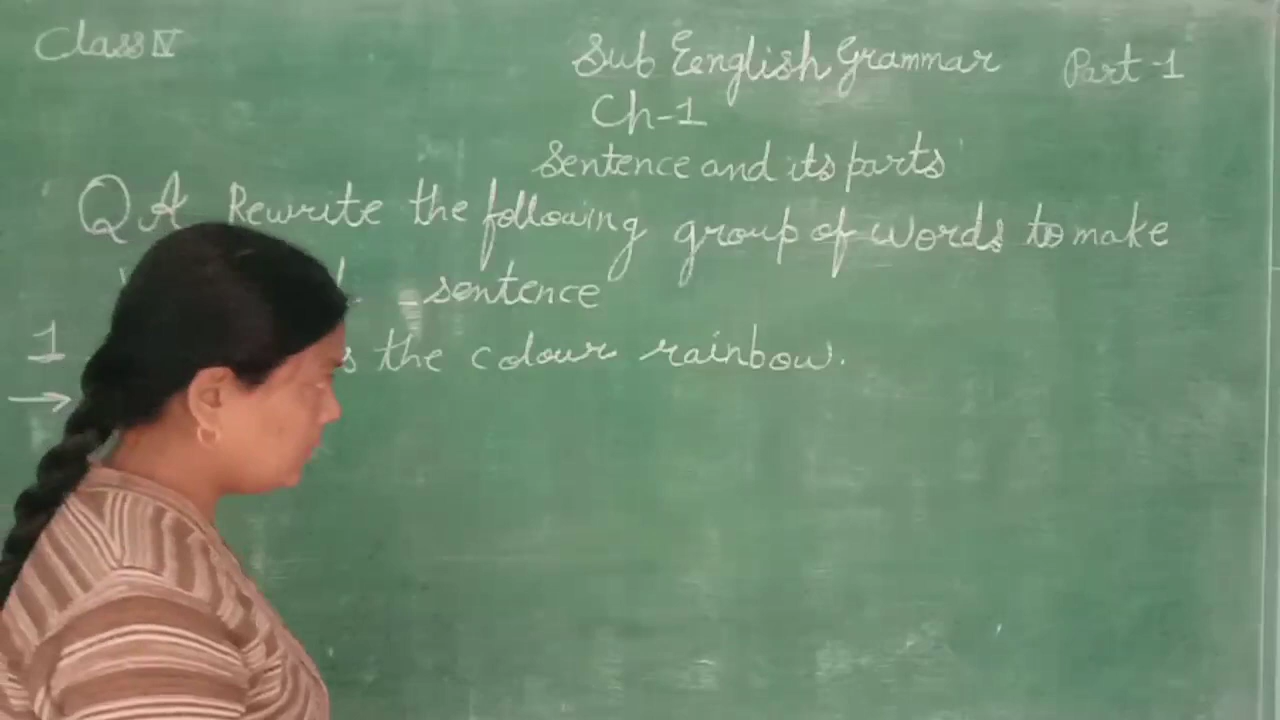 Class IV
Sub Eenglish Grammar Part-1
Ch-1
Sentence and its parts
Q A Rewrite the following group of words to make
sentence
1 the colour rainbow.
→